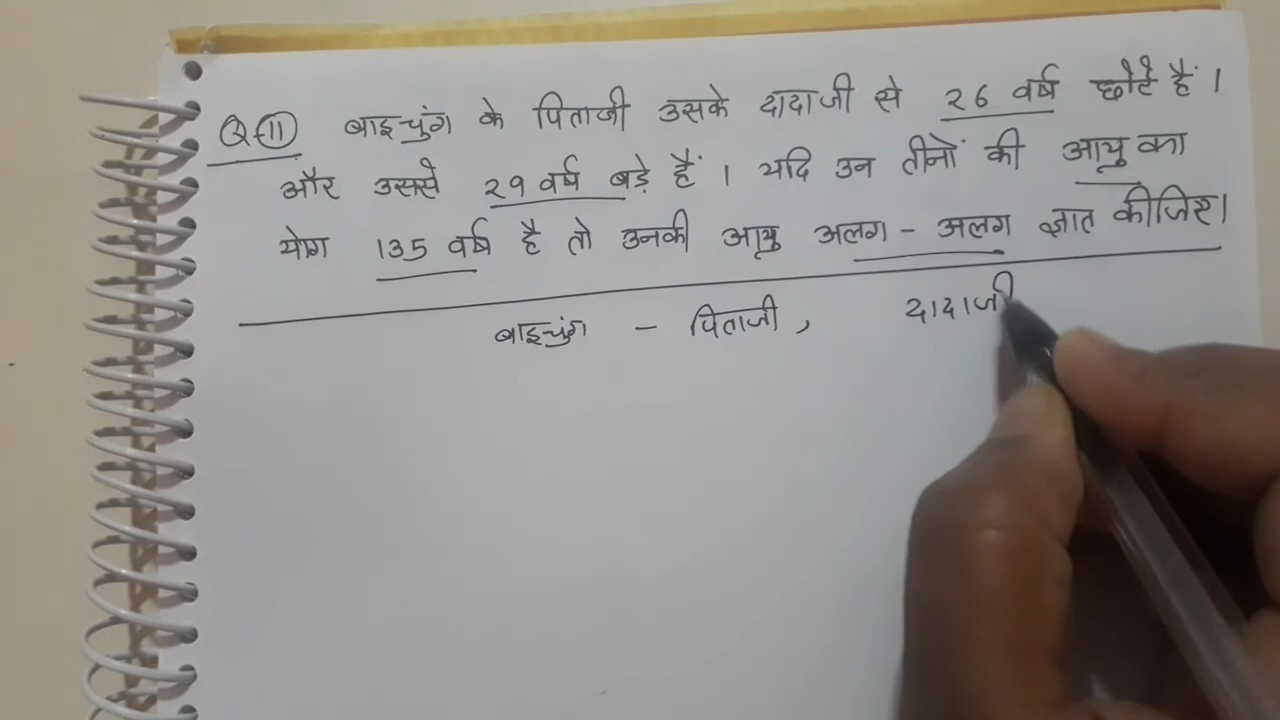 Q.11 बाइचुंग के पिताजी उसके दादाजी से 26 वर्ष छोटे हैं ।
और उससे 29 वर्ष बड़े हैं । यदि उन तीनों की आयु का
योग 135 वर्ष है तो उनकी आयु अलग - अलग ज्ञात कीजिए।
बाइचुंग - पिताजी , दादाजी